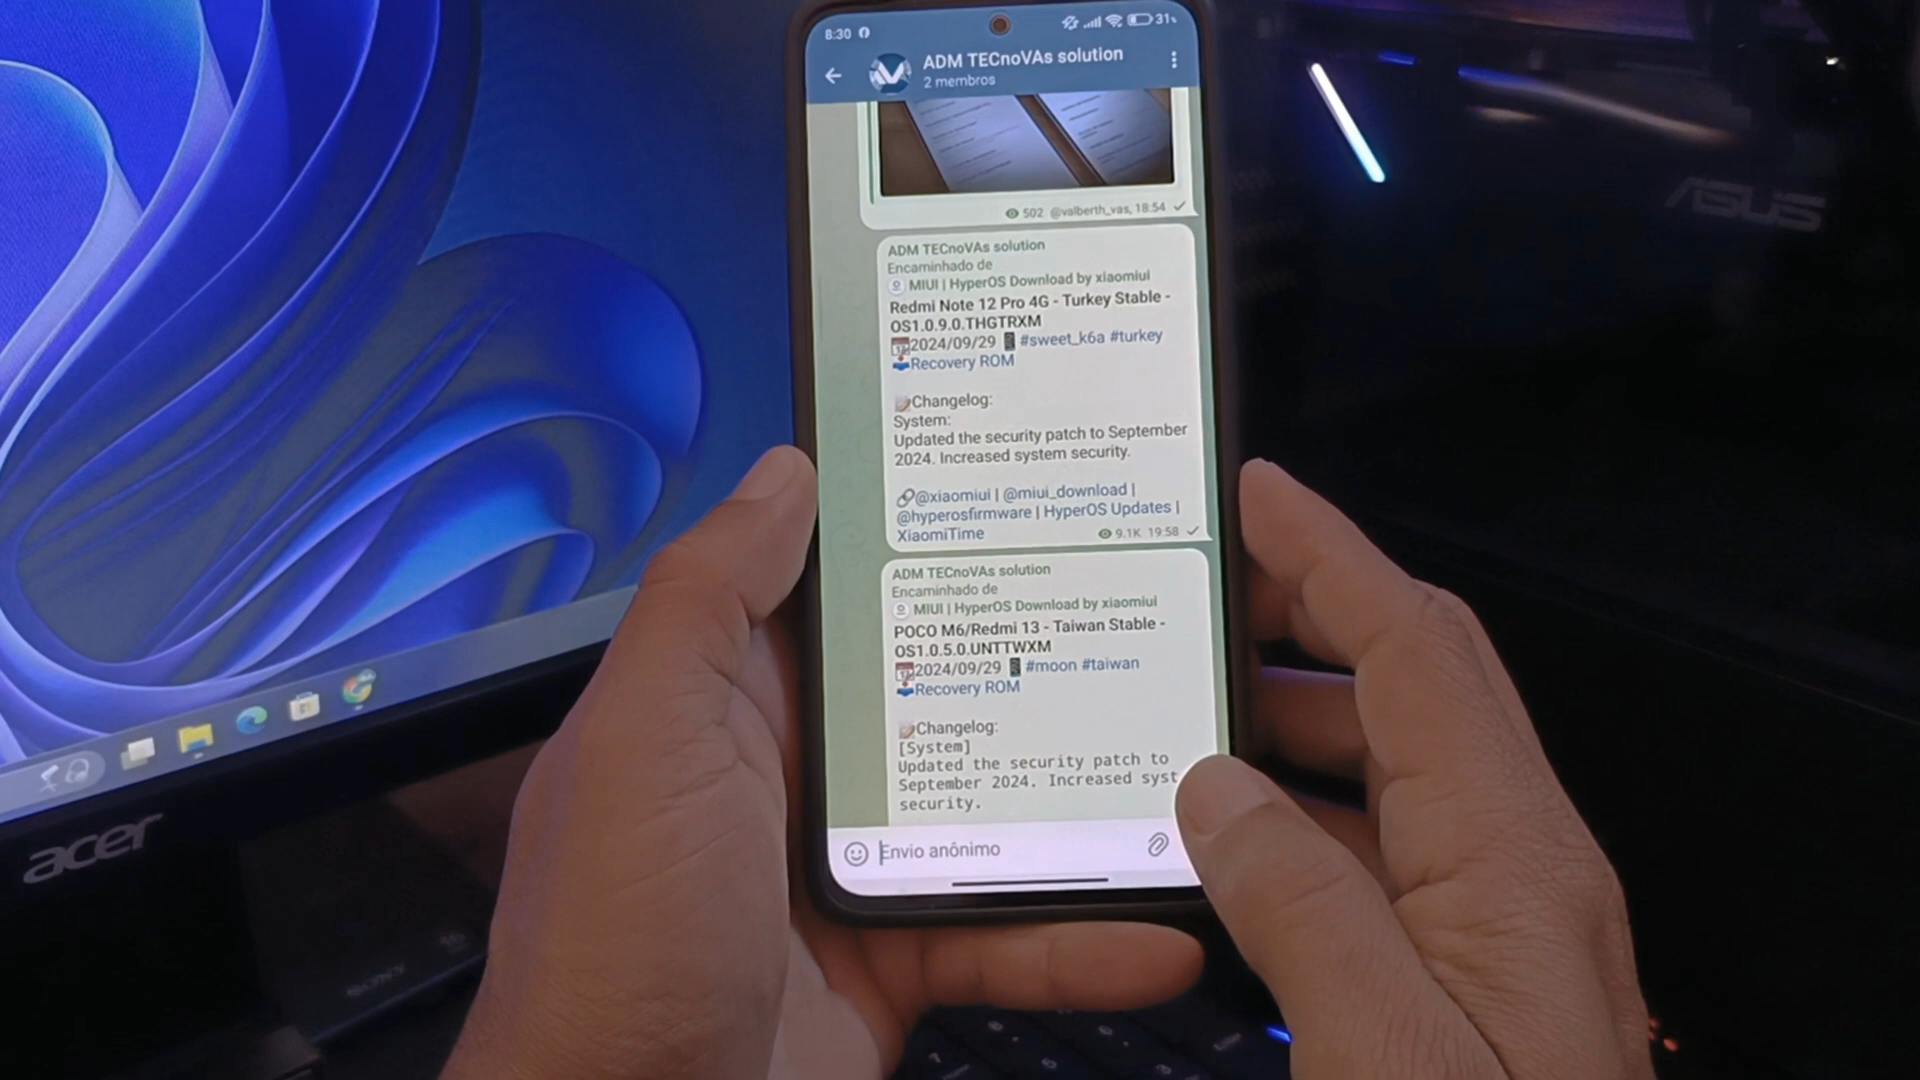 8:30
31%
ADM TECnoVAs solution
2 membros
502 @valberth_vas, 18:54
ADM TECnoVAs solution
Encaminhado de
MIUI | HyperOS Download by xiaomiui
Redmi Note 12 Pro 4G - Turkey Stable -
OS1.0.9.0.THGTRXM
2024/09/29 #sweet_k6a #turkey
Recovery ROM
Changelog:
System:
Updated the security patch to September
2024. Increased system security.
@xiaomiui | @miui_download |
@hyperosfirmware | HyperOS Updates |
XiaomiTime
9.1K 19:58
ADM TECnoVAs solution
Encaminhado de
MIUI | HyperOS Download by xiaomiui
POCO M6/Redmi 13 - Taiwan Stable -
OS1.0.5.0.UNTTWXM
2024/09/29 #moon #taiwan
Recovery ROM
Changelog:
[System]
Updated the security patch to
September 2024. Increased syst
security.
Envio anônimo
acer
ASUS
SONY